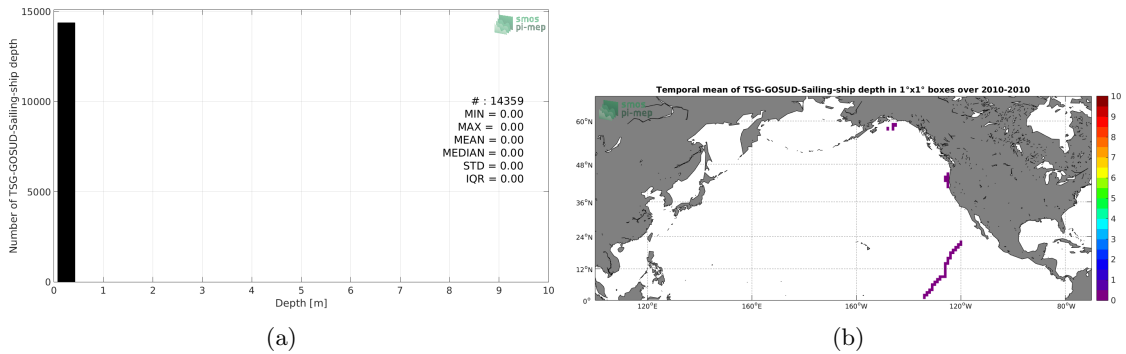 15000
10000
5000
0
Number of TSG-GOSUD-Sailing-ship depth
smos
pi-mep
# : 14359
MIN = 0.00
MAX = 0.00
MEAN = 0.00
MEDIAN = 0.00
STD = 0.00
IQR = 0.00
0 1 2 3 4 5 6 7 8 9 10
Depth [m]
(a)
Temporal mean of TSG-GOSUD-Sailing-ship depth in 1°x1° boxes over 2010-2010
smos
pi-mep
60°N
48°N
36°N
24°N
12°N
0°
120°E 160°E 160°W 120°W 80°W
10
9
8
7
6
5
4
3
2
1
0
(b)